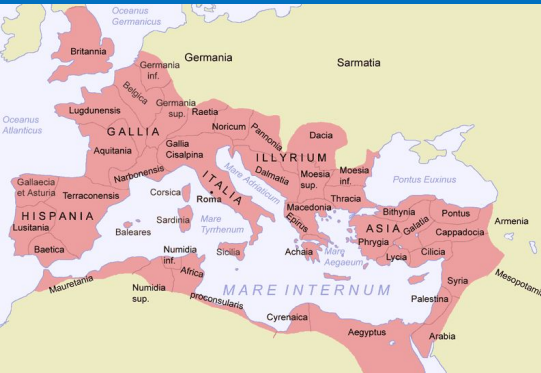 Oceanus
Germanicus
Britannia
Germania
Sarmatia
Germania
inf.
Belgica
Oceanus
Atlanticus
Lugdunensis
Germania
sup.
Raetia
Noricum
Pannonia
Dacia
GALLIA
Aquitania
Gallia
Cisalpina
ILLYRIUM
Dalmatia
Moesia
sup.
Moesia
inf.
Pontus Euxinus
Narbonensis
ITALIA
Mare Adriaticum
Gallaecia
et Asturia
Terraconensis
Corsica
Roma
Macedonia
Thracia
Bithynia
Pontus
Armenia
HISPANIA
Lusitania
Baleares
Sardinia
Mare
Tyrrhenum
Epirus
ASIA
Galatia
Cappadocia
Phrygia
Baetica
Numidia
inf.
Sicilia
Achaia
Mare
Aegaeum
Lycia
Cilicia
Africa
Syria
Mesopotamia
Mauretania
Numidia
sup.
proconsularis
MARE INTERNUM
Palestina
Cyrenaica
Aegyptus
Arabia